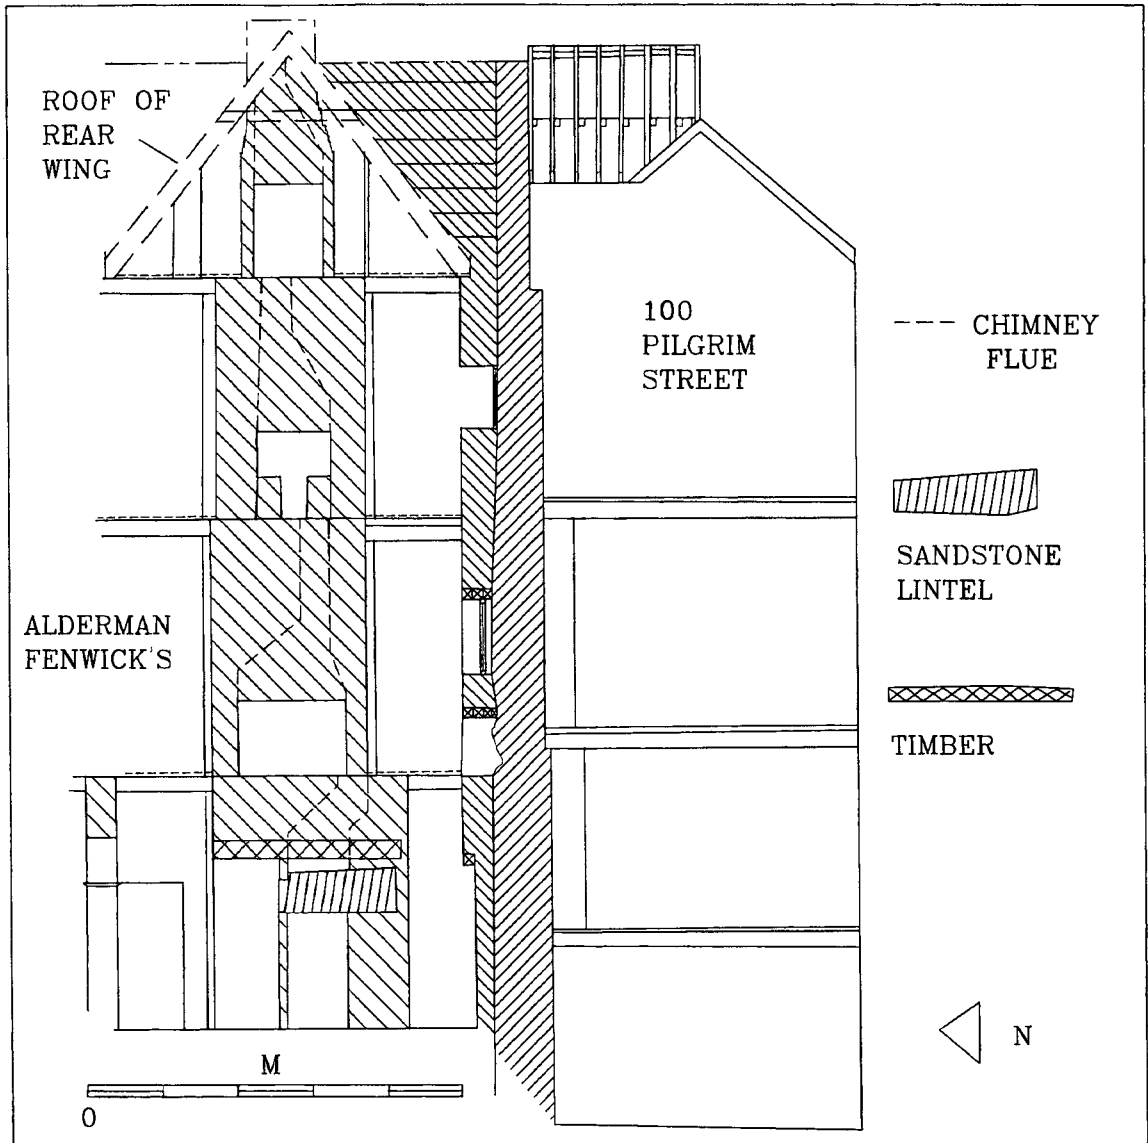 ROOF OF
REAR
WING
100
PILGRIM
STREET
--- CHIMNEY
FLUE
SANDSTONE
LINTEL
ALDERMAN
FENWICK'S
TIMBER
N
M
0